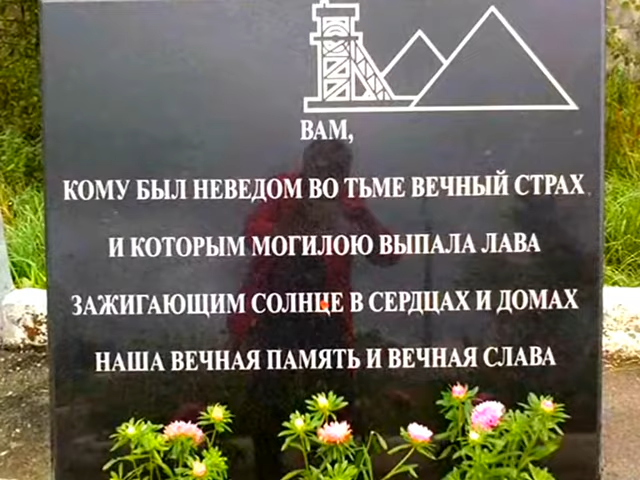 ВАМ,
КОМУ БЫЛ НЕВЕДОМ ВО ТЬМЕ ВЕЧНЫЙ СТРАХ
И КОТОРЫМ МОГИЛОЮ ВЫПАЛА ЛАВА
ЗАЖИГАЮЩИМ СОЛНЦЕ В СЕРДЦАХ И ДОМАХ
НАША ВЕЧНАЯ ПАМЯТЬ И ВЕЧНАЯ СЛАВА